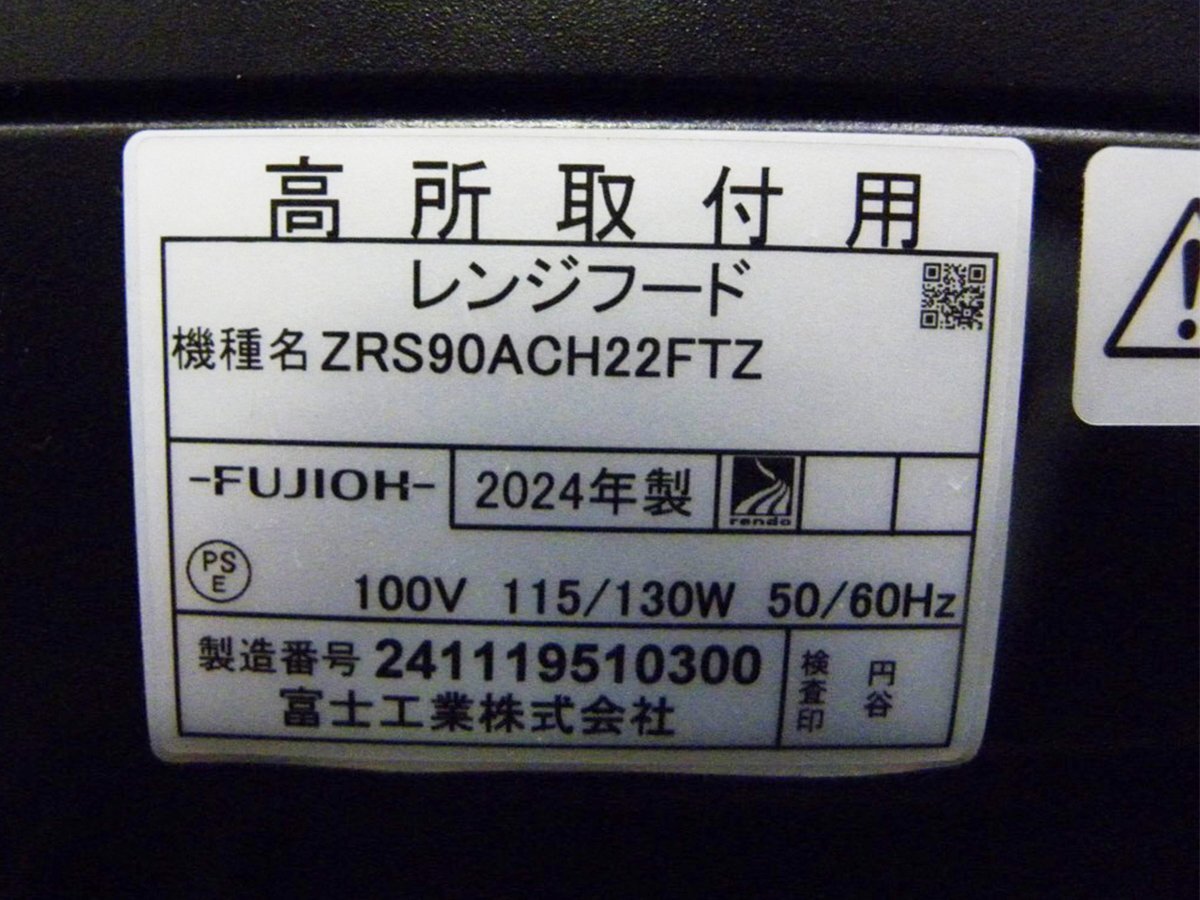 高所取付用
レンジフード
機種名 ZRS90ACH22FTZ
-FUJIOH-
2024年製
rendo
PS
E
100V 115/130W 50/60Hz
製造番号 241119510300
富士工業株式会社
検査印
円谷